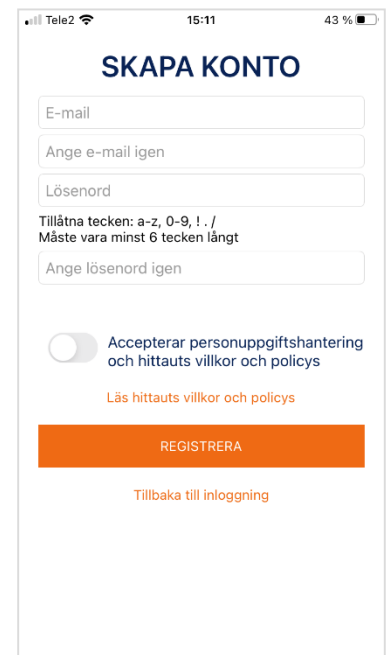 Tele2 15:11 43 %
SKAPA KONTO
E-mail
Ange e-mail igen
Lösenord
Tillåtna tecken: a-z, 0-9, ! . /
Måste vara minst 6 tecken långt
Ange lösenord igen
Accepterar personuppgiftshantering
och hittauts villkor och policys
Läs hittauts villkor och policys
REGISTRERA
Tillbaka till inloggning